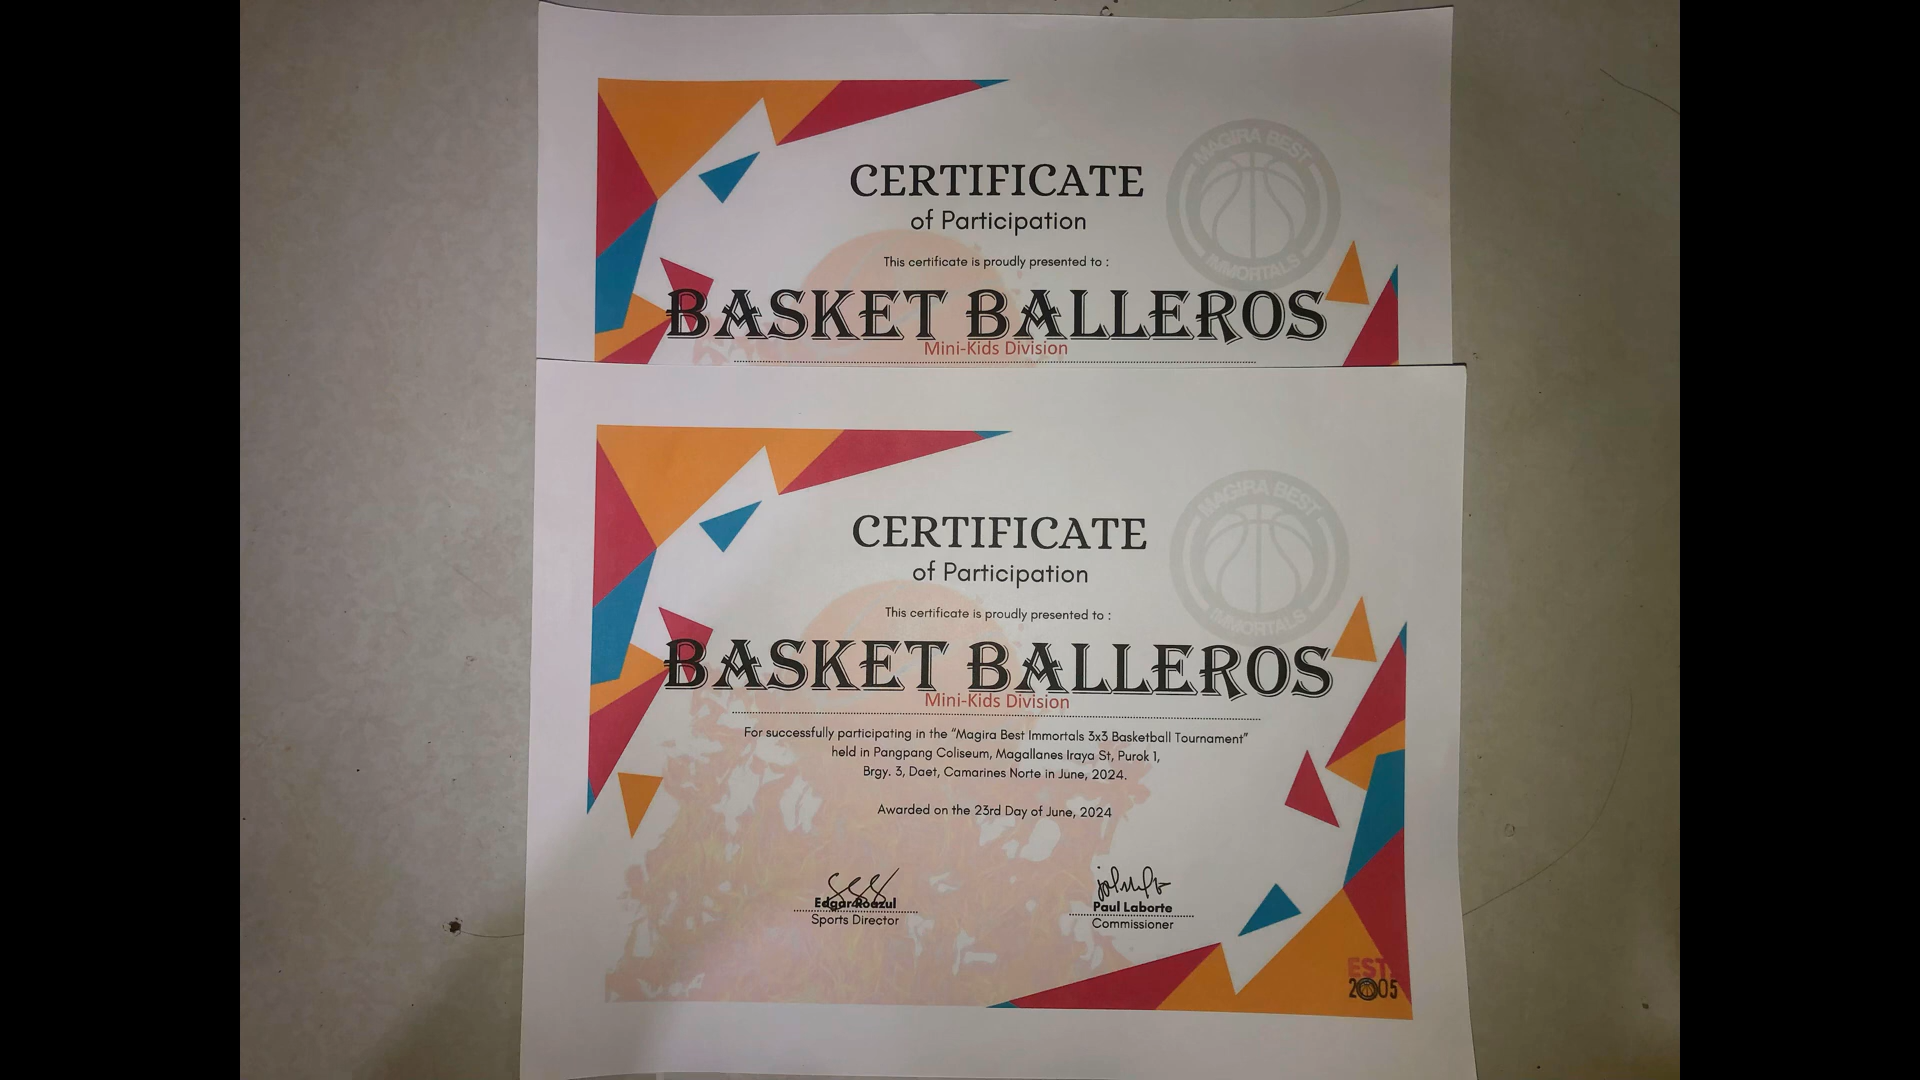 MAGIRA BEST
IMMORTALS
CERTIFICATE
of Participation
This certificate is proudly presented to :
BASKET BALLEROS
Mini-Kids Division
MAGIRA BEST
IMMORTALS
CERTIFICATE
of Participation
This certificate is proudly presented to :
BASKET BALLEROS
Mini-Kids Division
For successfully participating in the “Magira Best Immortals 3x3 Basketball Tournament”
held in Pangpang Coliseum, Magallanes Iraya St, Purok 1,
Brgy. 3, Daet, Camarines Norte in June, 2024.
Awarded on the 23rd Day of June, 2024
Edgar Roazul
Sports Director
Paul Laborte
Commissioner
EST.
2005